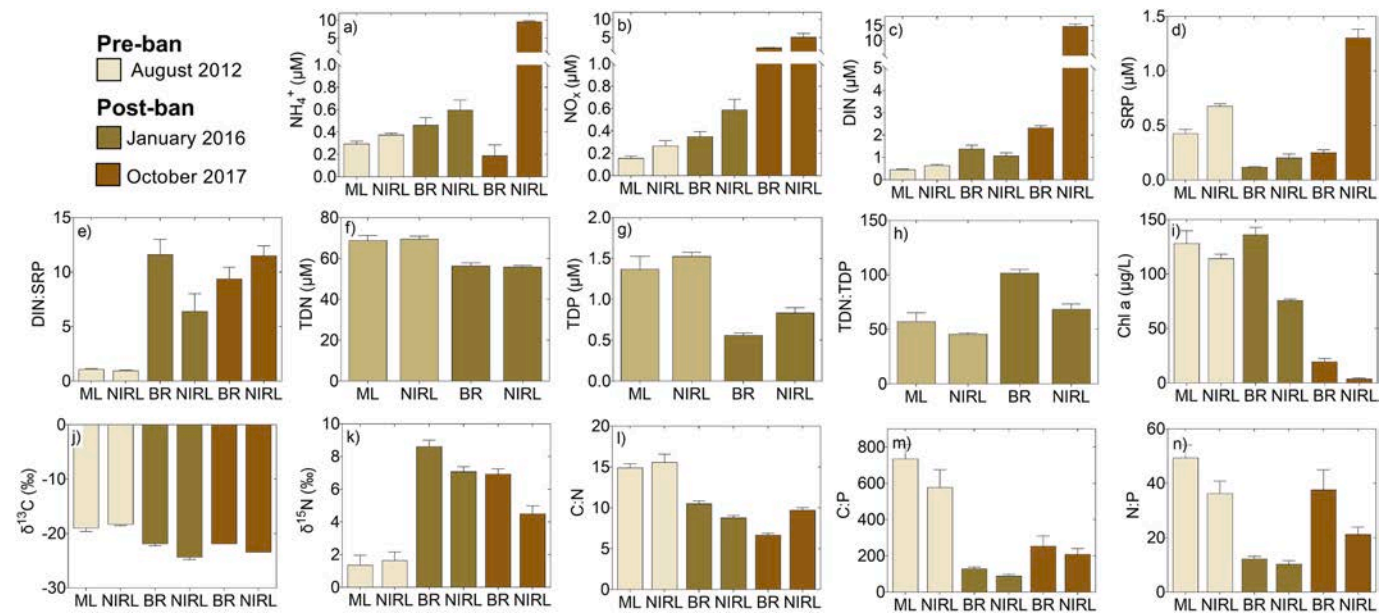 Pre-ban
August 2012
Post-ban
January 2016
October 2017
a)
NH₄⁺ (µM)
10
5
1.0
0.8
0.6
0.4
0.2
0.0
ML NIRL BR NIRL BR NIRL
b)
NOₓ (µM)
10
5
1.0
0.8
0.6
0.4
0.2
0.0
ML NIRL BR NIRL BR NIRL
c)
DIN (µM)
15
10
5
5
4
3
2
1
0
ML NIRL BR NIRL BR NIRL
d)
SRP (µM)
1.5
1.0
0.5
0.0
ML NIRL BR NIRL BR NIRL
e)
DIN:SRP
15
10
5
0
ML NIRL BR NIRL BR NIRL
f)
TDN (µM)
80
60
40
20
0
ML NIRL BR NIRL
g)
TDP (µM)
2.0
1.5
1.0
0.5
0.0
ML NIRL BR NIRL
h)
TDN:TDP
150
100
50
0
ML NIRL BR NIRL
i)
Chl a (µg/L)
150
100
50
0
ML NIRL BR NIRL BR NIRL
j)
δ¹³C (‰)
0
-10
-20
-30
ML NIRL BR NIRL BR NIRL
k)
δ¹⁵N (‰)
10
8
6
4
2
0
ML NIRL BR NIRL BR NIRL
l)
C:N
20
15
10
5
0
ML NIRL BR NIRL BR NIRL
m)
C:P
800
600
400
200
0
ML NIRL BR NIRL BR NIRL
n)
N:P
60
40
20
0
ML NIRL BR NIRL BR NIRL